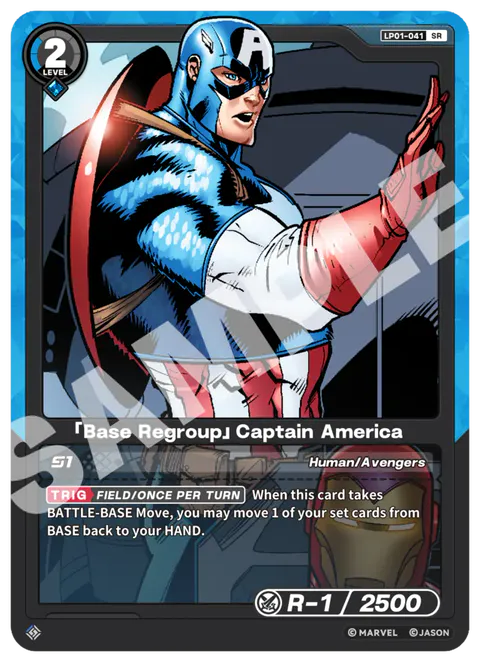 2
LEVEL
LP01-041 SR
A
「Base Regroup」 Captain America
S1
Human/Avengers
TRIG FIELD/ONCE PER TURN When this card takes
BATTLE-BASE Move, you may move 1 of your set cards from
BASE back to your HAND.
R-1 / 2500
© MARVEL © JASON
SAMPLE